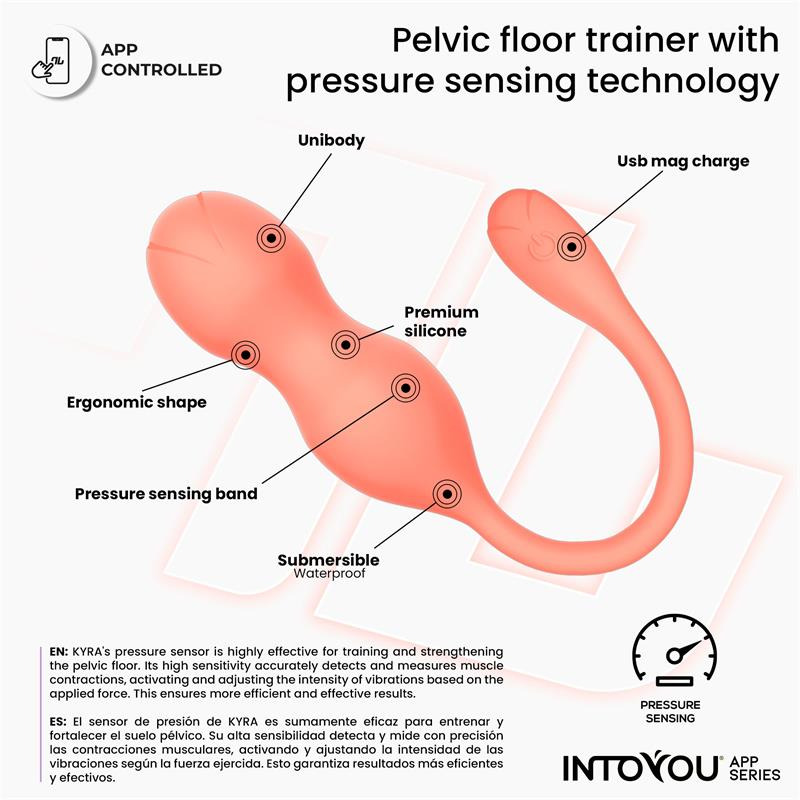 APP
CONTROLLED
Pelvic floor trainer with
pressure sensing technology
Unibody
Usb mag charge
Premium
silicone
Ergonomic shape
Pressure sensing band
Submersible
Waterproof
EN: KYRA's pressure sensor is highly effective for training and strengthening
the pelvic floor. Its high sensitivity accurately detects and measures muscle
contractions, activating and adjusting the intensity of vibrations based on the
applied force. This ensures more efficient and effective results.
ES: El sensor de presión de KYRA es sumamente eficaz para entrenar y
fortalecer el suelo pélvico. Su alta sensibilidad detecta y mide con precisión
las contracciones musculares, activando y ajustando la intensidad de las
vibraciones según la fuerza ejercida. Esto garantiza resultados más eficientes
y efectivos.
PRESSURE
SENSING
INTOYOU® APP
SERIES